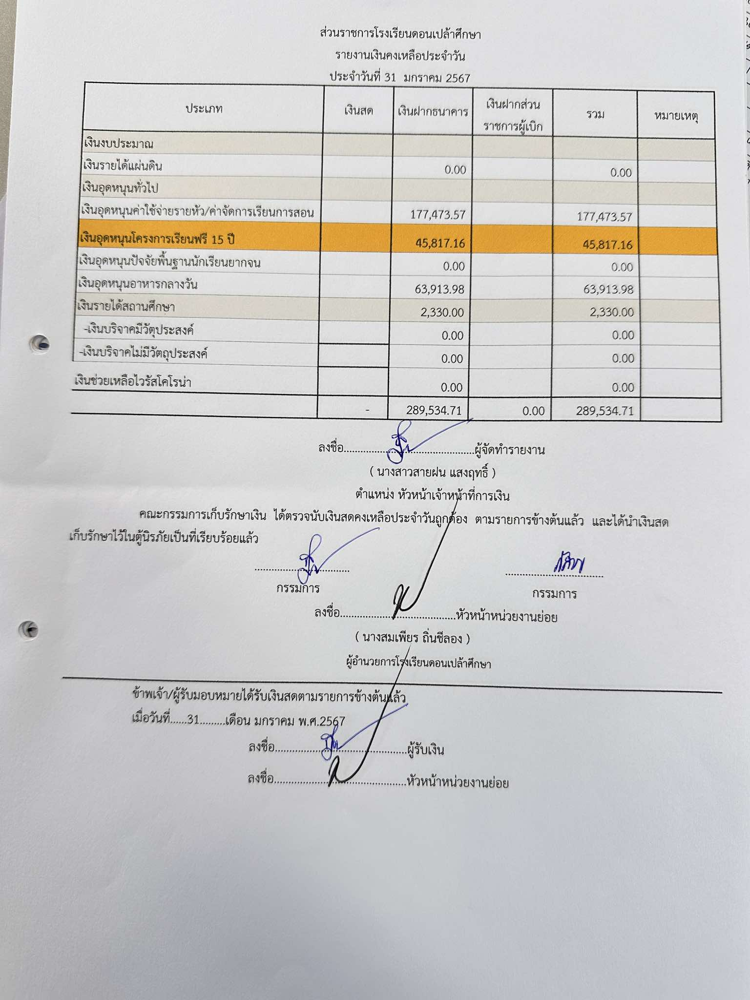 ส่วนราชการโรงเรียนดอนเปล้าศึกษา
รายงานเงินคงเหลือประจำวัน
ประจำวันที่ 31 มกราคม 2567
ประเภท เงินสด เงินฝากธนาคาร เงินฝากส่วนราชการผู้เบิก รวม หมายเหตุ
เงินงบประมาณ
เงินรายได้แผ่นดิน 0.00 0.00
เงินอุดหนุนทั่วไป
เงินอุดหนุนค่าใช้จ่ายรายหัว/ค่าจัดการเรียนการสอน 177,473.57 177,473.57
เงินอุดหนุนโครงการเรียนฟรี 15 ปี 45,817.16 45,817.16
เงินอุดหนุนปัจจัยพื้นฐานนักเรียนยากจน 0.00 0.00
เงินอุดหนุนอาหารกลางวัน 63,913.98 63,913.98
เงินรายได้สถานศึกษา 2,330.00 2,330.00
-เงินบริจาคมีวัตุประสงค์ 0.00 0.00
-เงินบริจาคไม่มีวัตถุประสงค์ 0.00 0.00
เงินช่วยเหลือไวรัสโคโรน่า 0.00 0.00
- 289,534.71 0.00 289,534.71
ลงชื่อ................................................ผู้จัดทำรายงาน
( นางสาวสายฝน แสงฤทธิ์ )
ตำแหน่ง หัวหน้าเจ้าหน้าที่การเงิน
คณะกรรมการเก็บรักษาเงิน ได้ตรวจนับเงินสดคงเหลือประจำวันถูกต้อง ตามรายการข้างต้นแล้ว และได้นำเงินสด
เก็บรักษาไว้ในตู้นิรภัยเป็นที่เรียบร้อยแล้ว
กรรมการ กรรมการ
ลงชื่อ..........................................หัวหน้าหน่วยงานย่อย
( นางสมเพียร ถิ่นชีลอง )
ผู้อำนวยการโรงเรียนดอนเปล้าศึกษา
ข้าพเจ้า/ผู้รับมอบหมายได้รับเงินสดตามรายการข้างต้นแล้ว
เมื่อวันที่......31.........เดือน มกราคม พ.ศ.2567
ลงชื่อ................................................ผู้รับเงิน
ลงชื่อ................................................หัวหน้าหน่วยงานย่อย